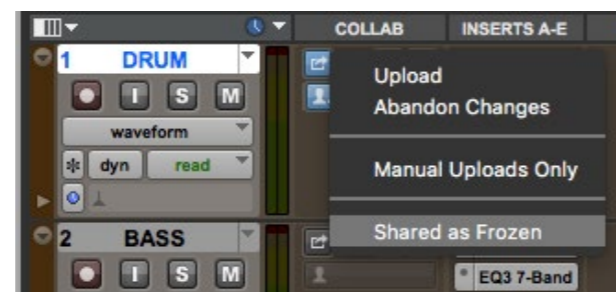 COLLAB INSERTS A-E
1 DRUM
I S M
waveform
dyn read
Upload
Abandon Changes
Manual Uploads Only
Shared as Frozen
2 BASS
I S M
EQ3 7-Band